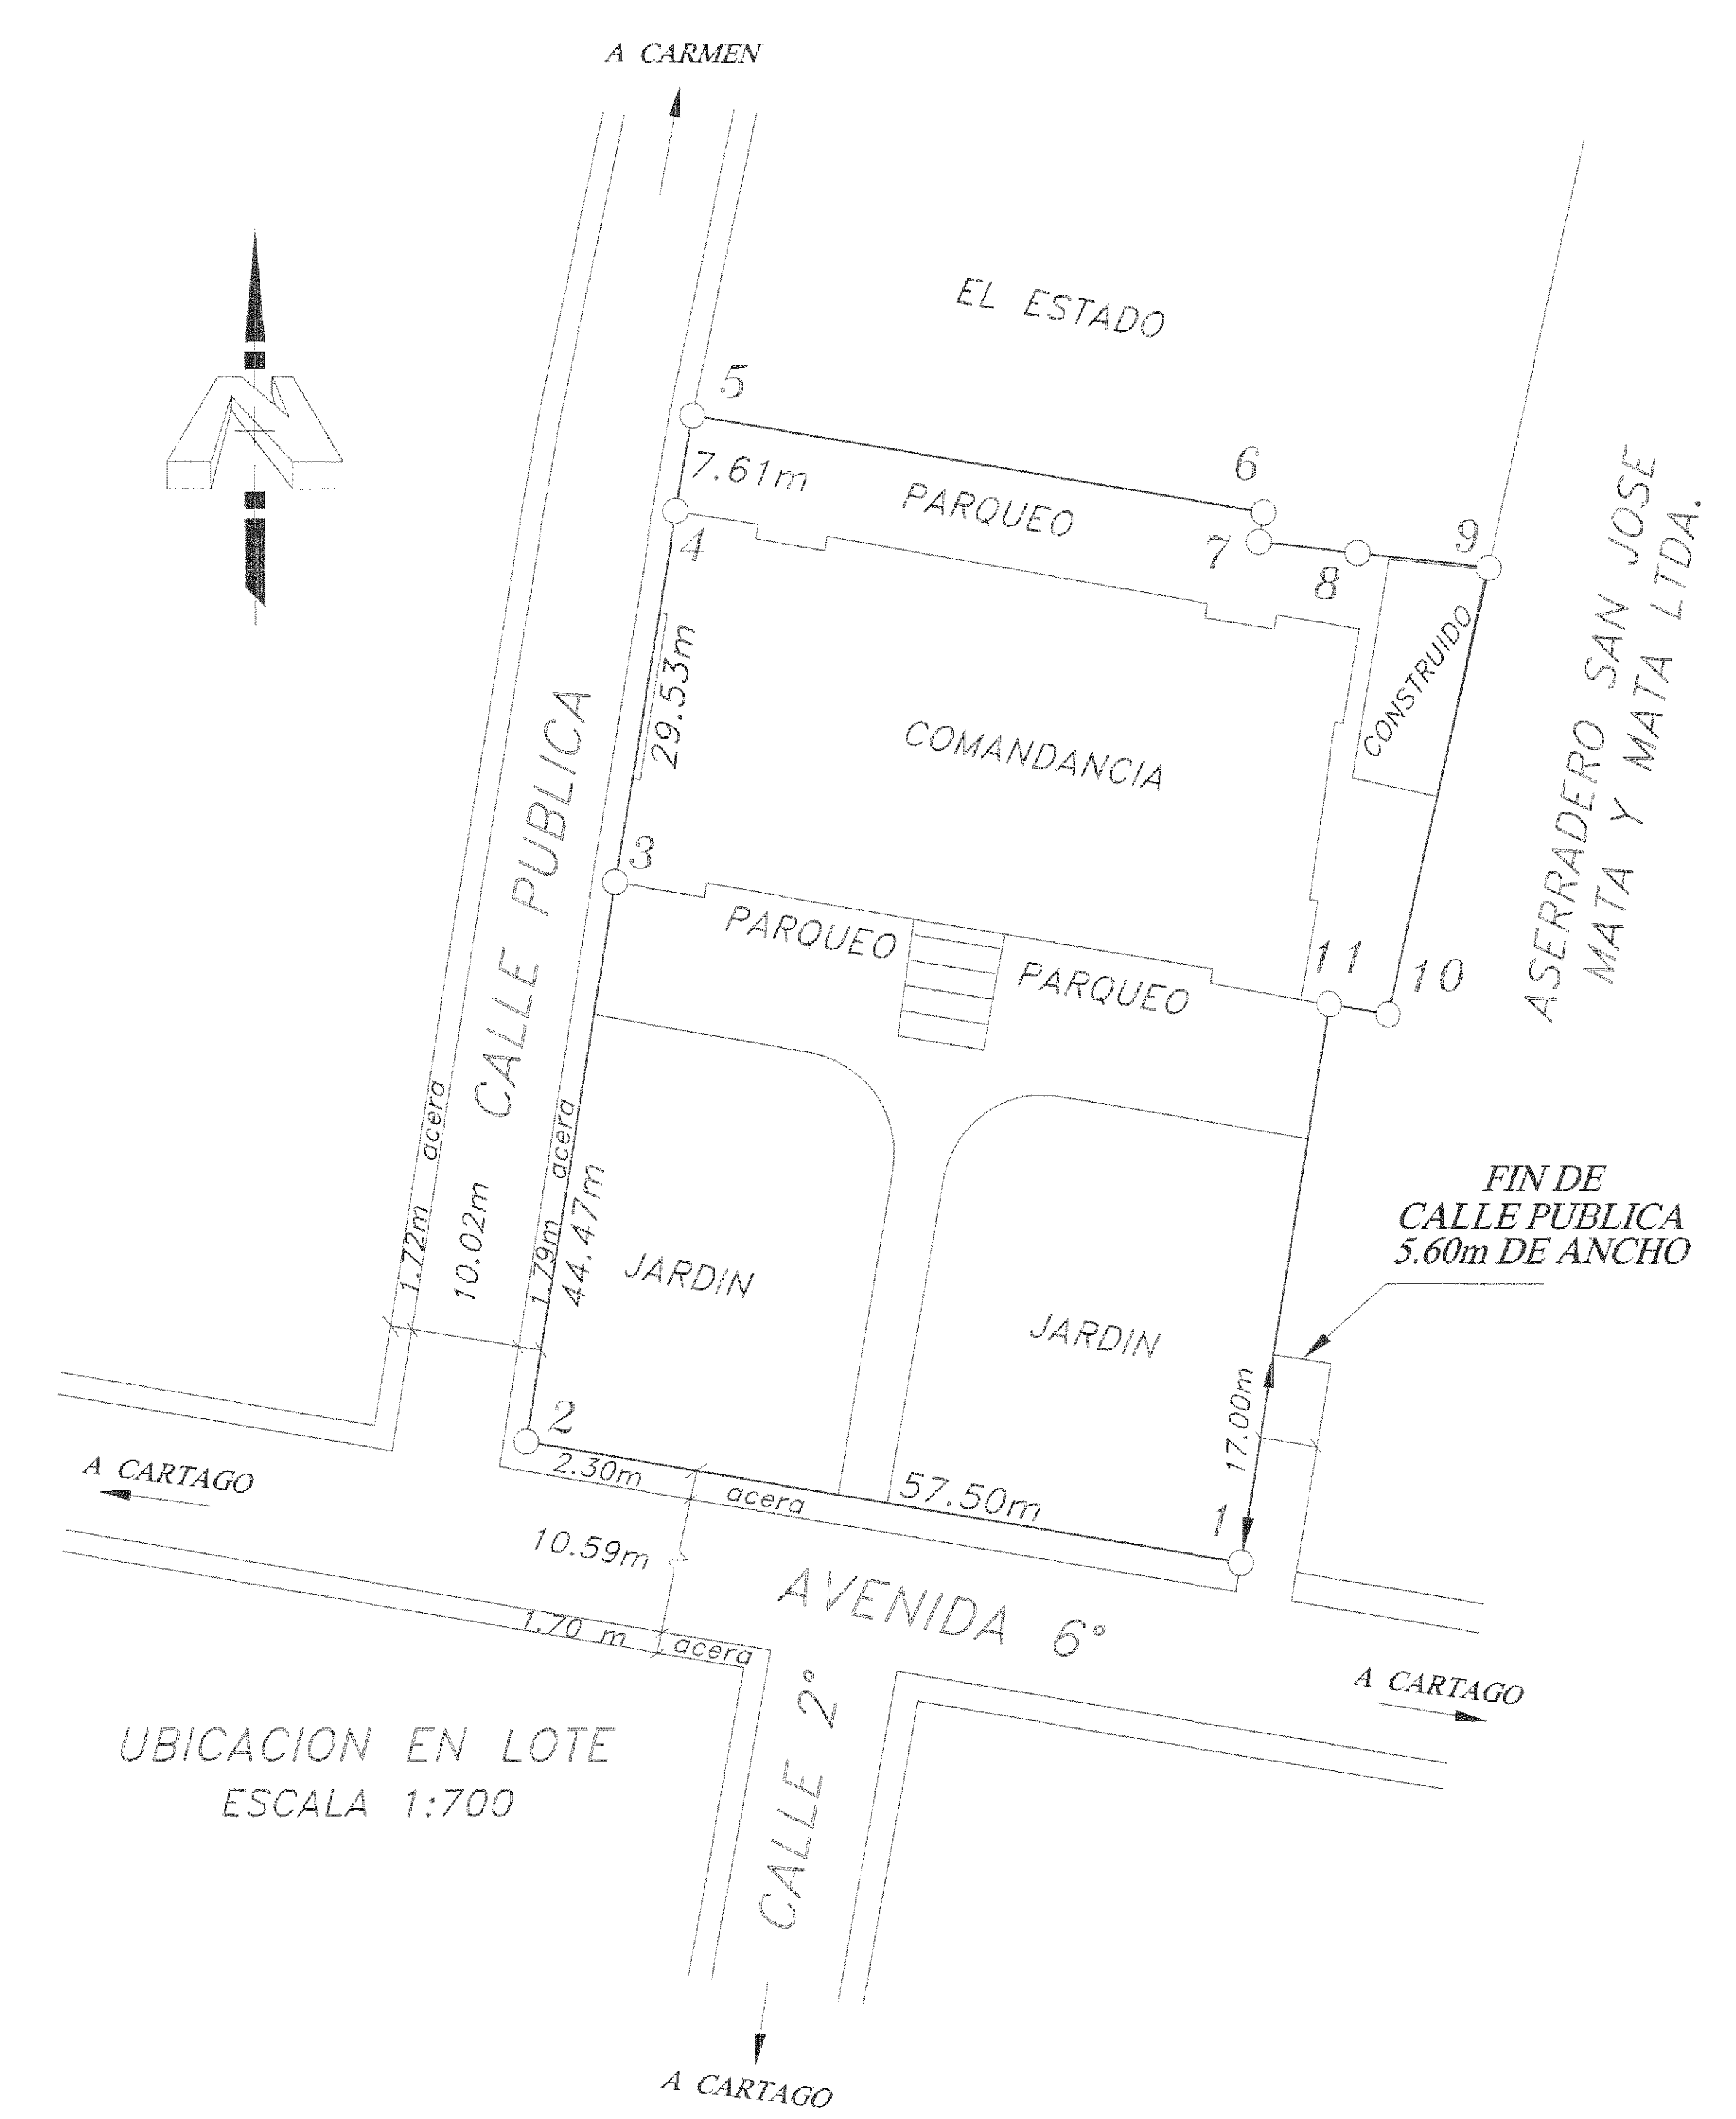 A CARMEN
N
EL ESTADO
5
6
7.61m
PARQUEO
4
7
8
9
ASERRADERO SAN JOSE
MATA Y MATA LTDA.
CONSTRUIDO
29.53m
COMANDANCIA
CALLE PUBLICA
3
PARQUEO
PARQUEO
11
10
acera
acera
1.72m
10.02m
1.79m
44.47m
JARDIN
JARDIN
FIN DE
CALLE PUBLICA
5.60m DE ANCHO
17.00m
2
A CARTAGO
2.30m
acera
57.50m
1
10.59m
AVENIDA 6°
1.70 m
acera
CALLE 2°
A CARTAGO
UBICACION EN LOTE
ESCALA 1:700
A CARTAGO